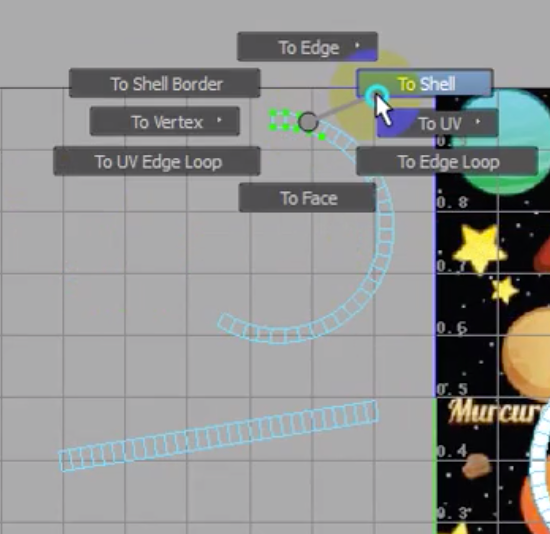 To Edge
To Shell Border
To Shell
To Vertex
To UV
To UV Edge Loop
To Edge Loop
To Face
0.8
0.7
0.6
0.5
Murcur
0.4
0.3